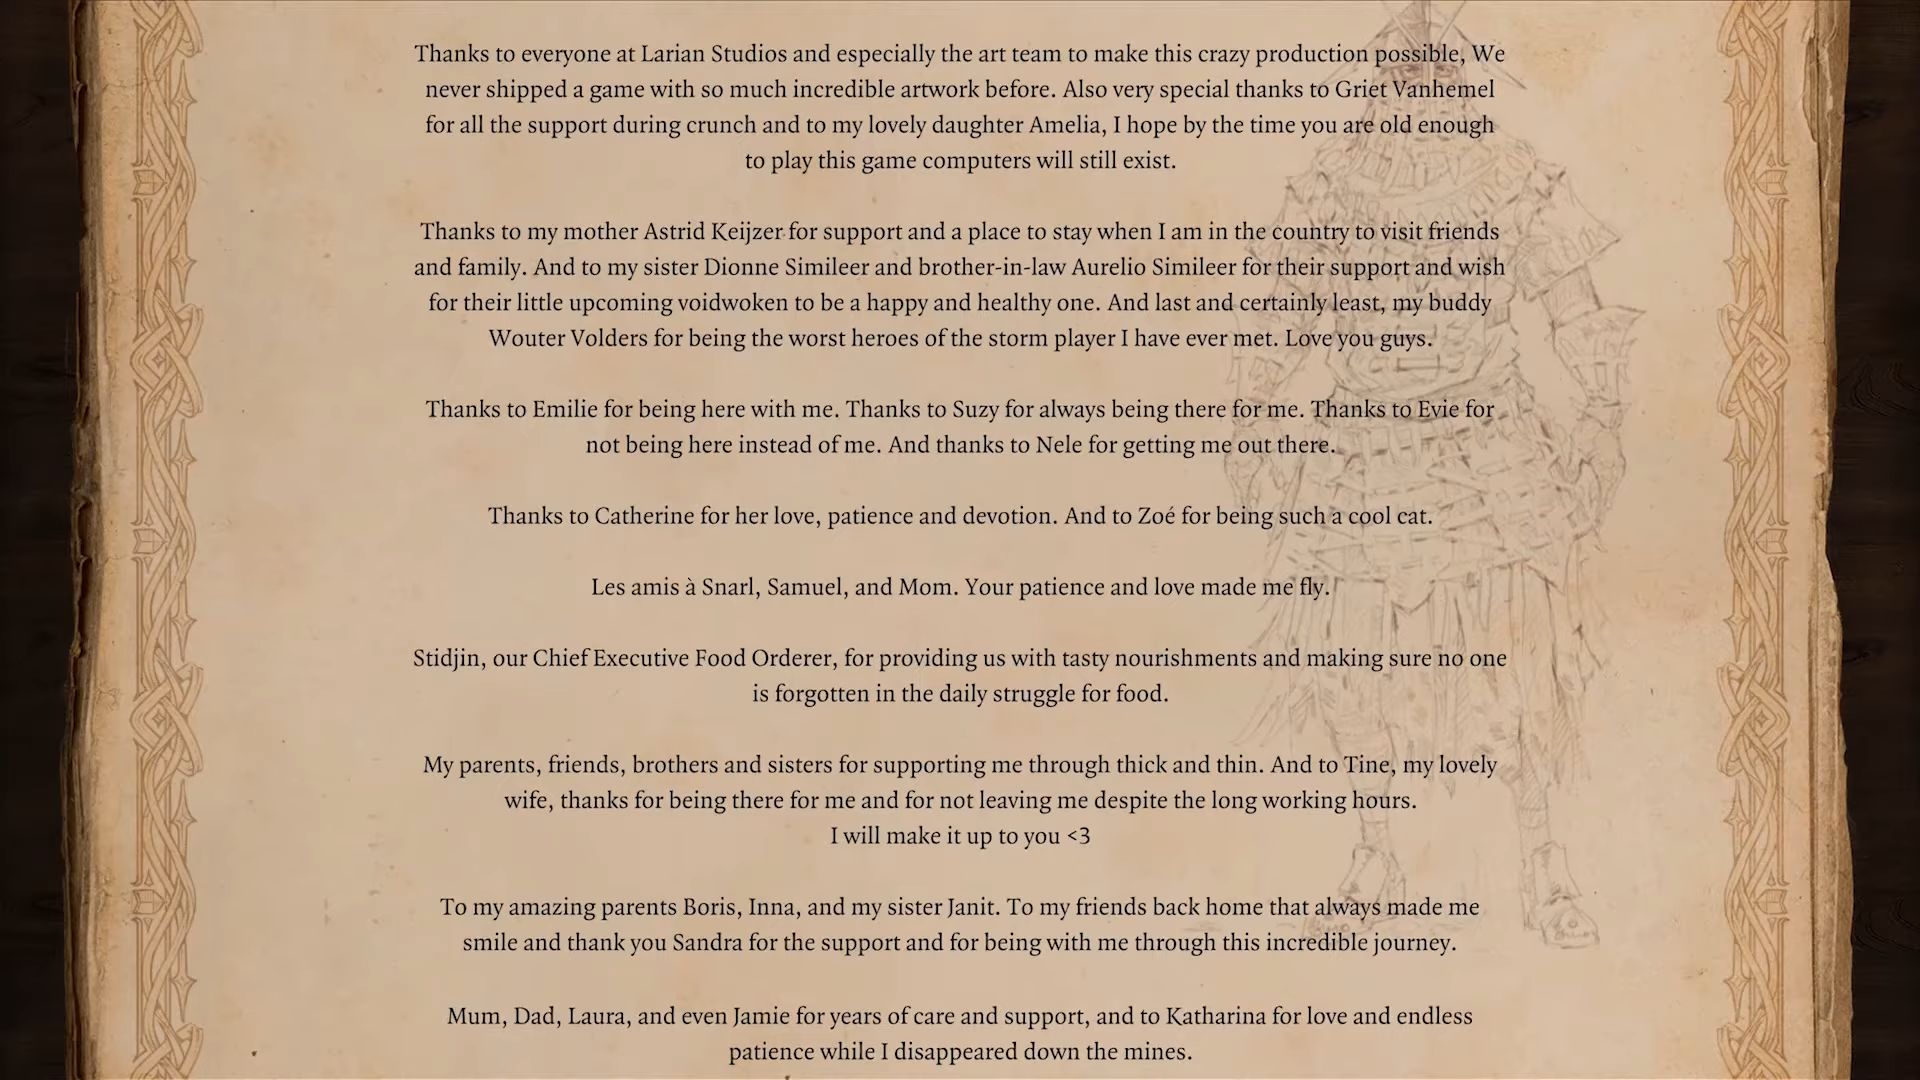 Thanks to everyone at Larian Studios and especially the art team to make this crazy production possible, We
never shipped a game with so much incredible artwork before. Also very special thanks to Griet Vanhemel
for all the support during crunch and to my lovely daughter Amelia, I hope by the time you are old enough
to play this game computers will still exist.
Thanks to my mother Astrid Keijzer for support and a place to stay when I am in the country to visit friends
and family. And to my sister Dionne Simileer and brother-in-law Aurelio Simileer for their support and wish
for their little upcoming voidwoken to be a happy and healthy one. And last and certainly least, my buddy
Wouter Volders for being the worst heroes of the storm player I have ever met. Love you guys.
Thanks to Emilie for being here with me. Thanks to Suzy for always being there for me. Thanks to Evie for
not being here instead of me. And thanks to Nele for getting me out there.
Thanks to Catherine for her love, patience and devotion. And to Zoé for being such a cool cat.
Les amis à Snarl, Samuel, and Mom. Your patience and love made me fly.
Stidjin, our Chief Executive Food Orderer, for providing us with tasty nourishments and making sure no one
is forgotten in the daily struggle for food.
My parents, friends, brothers and sisters for supporting me through thick and thin. And to Tine, my lovely
wife, thanks for being there for me and for not leaving me despite the long working hours.
I will make it up to you <3
To my amazing parents Boris, Inna, and my sister Janit. To my friends back home that always made me
smile and thank you Sandra for the support and for being with me through this incredible journey.
Mum, Dad, Laura, and even Jamie for years of care and support, and to Katharina for love and endless
patience while I disappeared down the mines.